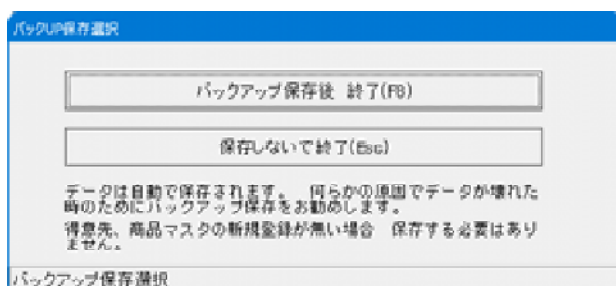 バックUP保存選択
バックアップ保存後 終了(F8)
保存しないで終了(Esc)
データは自動で保存されます。 何らかの原因でデータが壊れた
時のためにバックアップ保存をお勧めします。
得意先、商品マスタの新規登録が無い場合 保存する必要はあり
ません。
バックアップ保存選択